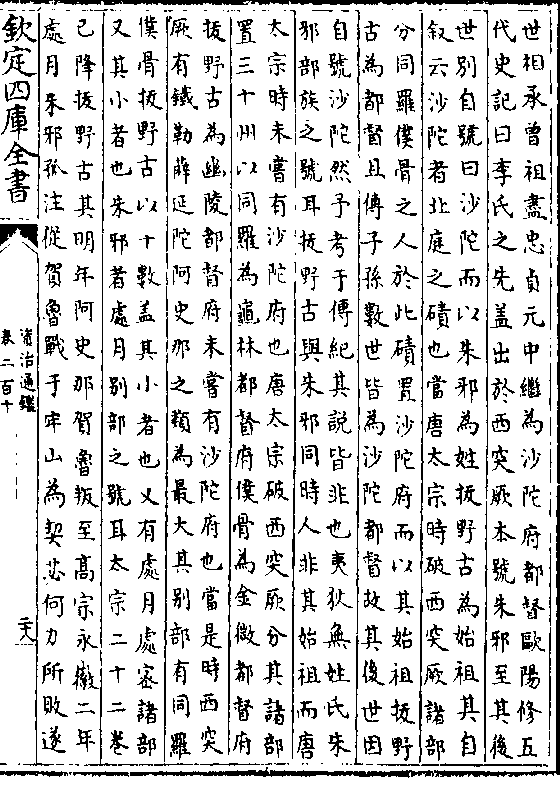 世相承曾祖盡忠貞元中繼為沙陀府都督歐陽修五
代史記曰李氏之先盖出於西突厥本號朱邪至其後
世別自號曰沙陀而以朱邪為姓拔野古為始祖其自
叙云沙陀者北庭之磧也當唐太宗時破西突厥諸部
分同羅僕骨之人於此磧置沙陀府而以其始祖拔野
古為都督且傳子孫數世皆為沙陀都督故其後世因
自號沙陀然予考于傳紀其說皆非也夷狄無姓氏朱
邪部族之號耳拔野古與朱邪同時人非其始祖而唐
太宗時未嘗有沙陀府也唐太宗破西突厥分其諸部
置三十州以同羅為龜林都督府僕骨為金微都督府
拔野古為幽陵都督府未嘗有沙陀府也當是時西突
厥有鐵勒薛延陀阿史那之類為最大其別部有同羅
僕骨拔野古以十數盖其小者也又有處月處密諸部
又其小者也朱邪者處月別部之號耳太宗二十二巻
已降拔野古其明年阿史那賀魯叛至髙宗永徽二年
處月朱邪孤注從賀魯戰于牢山為契苾何力所敗遂
欽定四庫全書
資治通鑑
卷二百十
二十八